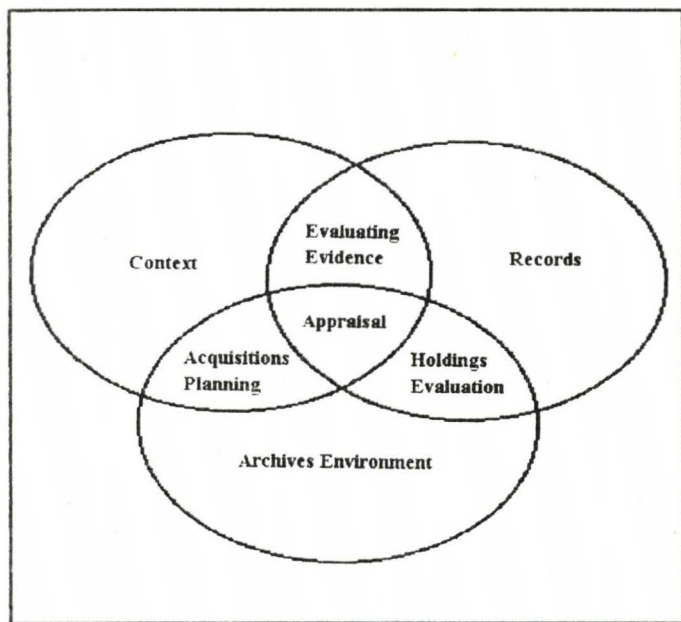 Evaluating
Evidence
Context
Records
Appraisal
Acquisitions
Planning
Holdings
Evaluation
Archives Environment